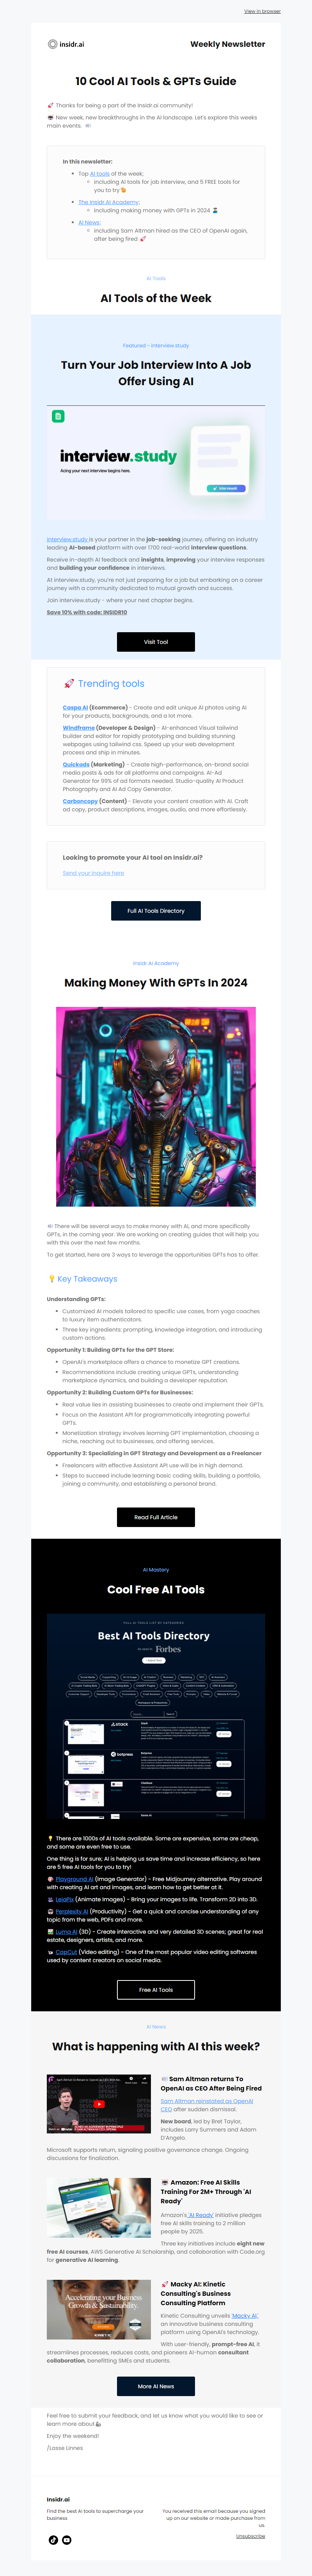 View in browser
insidr.ai
Weekly Newsletter
10 Cool AI Tools & GPTs Guide
🚀 Thanks for being a part of the Insidr.ai community!
New week, new breakthroughs in the AI landscape. Let's explore this weeks
main events.
In this newsletter:
• Top AI tools of the week;
including AI tools for job interview, and 5 FREE tools for
you to try
• The Insidr.AI Academy;
including making money with GPTs in 2024
• AI News;
including Sam Altman hired as the CEO of OpenAI again,
after being fired 🚀
AI Tools
AI Tools of the Week
Featured - interview.study
Turn Your Job Interview Into A Job
Offer Using AI
interview.study
Acing your next interview begins here.
Interview.study is your partner in the job-seeking journey, offering an industry
leading AI-based platform with over 1700 real-world interview questions.
Receive in-depth AI feedback and insights, improving your interview responses
and building your confidence in interviews.
At interview.study, you're not just preparing for a job but embarking on a career
journey with a community dedicated to mutual growth and success.
Join interview.study - where your next chapter begins.
Save 10% with code: INSIDR10
Visit Tool
🚀 Trending tools
Caspa AI (Ecommerce) - Create and edit unique AI photos using AI
for your products, backgrounds, and a lot more.
Windframe (Developer & Design) - AI-enhanced Visual tailwind
builder and editor for rapidly prototyping and building stunning
webpages using tailwind css. Speed up your web development
process and ship in minutes.
Quickads (Marketing) - Create high-performance, on-brand social
media posts & ads for all platforms and campaigns. AI-Ad
Generator for 99% of ad formats needed. Studio-quality AI Product
Photography and AI Ad Copy Generator.
Carboncopy (Content) - Elevate your content creation with AI. Craft
ad copy, product descriptions, images, audio, and more effortlessly.
Looking to promote your AI tool on Insidr.ai?
Send your inquire here
Full AI Tools Directory
Insidr AI Academy
Making Money With GPTs In 2024
There will be several ways to make money with AI, and more specifically
GPTs, in the coming year. We are working on creating guides that will help you
with this over the next few months.
To get started, here are 3 ways to leverage the opportunities GPTs has to offer.
💡 Key Takeaways
Understanding GPTs:
• Customized AI models tailored to specific use cases, from yoga coaches
to luxury item authenticators.
• Three key ingredients: prompting, knowledge integration, and introducing
custom actions.
Opportunity 1: Building GPTs for the GPT Store:
• OpenAI's marketplace offers a chance to monetize GPT creations.
• Recommendations include creating unique GPTs, understanding
marketplace dynamics, and building a developer reputation.
Opportunity 2: Building Custom GPTs for Businesses:
• Real value lies in assisting businesses to create and implement their GPTs.
• Focus on the Assistant API for programmatically integrating powerful
GPTs.
• Monetization strategy involves learning GPT implementation, choosing a
niche, reaching out to businesses, and offering services.
Opportunity 3: Specializing in GPT Strategy and Development as a Freelancer
• Freelancers with effective Assistant API use will be in high demand.
• Steps to succeed include learning basic coding skills, building a portfolio,
joining a community, and establishing a personal brand.
Read Full Article
AI Mastery
Cool Free AI Tools
FULL AI TOOLS LIST BY CATEGORIES
Best AI Tools Directory
Forbes
stack
botpress
💡 There are 1000s of AI tools available. Some are expensive, some are cheap,
and some are even free to use.
One thing is for sure; AI is helping us save time and increase efficiency, so here
are 5 free AI tools for you to try!
Playground AI (Image Generator) - Free Midjourney alternative. Play around
with creating AI art and images, and learn how to get better at it.
LeiaPix (Animate Images) - Bring your images to life. Transform 2D into 3D.
Perplexity AI (Productivity) - Get a quick and concise understanding of any
topic from the web, PDFs and more.
Luma AI (3D) - Create interactive and very detailed 3D scenes; great for real
estate, designers, artists, and more.
CapCut (Video editing) - One of the most popular video editing softwares
used by content creators on social media.
Free AI Tools
AI News
What is happening with AI this week?
Sam Altman returns To
OpenAI as CEO After Being Fired
Sam Altman reinstated as OpenAI
CEO after sudden dismissal.
New board, led by Bret Taylor,
includes Larry Summers and Adam
D'Angelo.
Microsoft supports return, signaling positive governance change. Ongoing
discussions for finalization.
Amazon: Free AI Skills
Training For 2M+ Through 'AI
Ready'
Amazon's 'AI Ready' initiative pledges
free AI skills training to 2 million
people by 2025.
Three key initiatives include eight new
free AI courses, AWS Generative AI Scholarship, and collaboration with Code.org
for generative AI learning.
Accelerating your Business
Growth & Sustainability.
🚀 Macky AI: Kinetic
Consulting's Business
Consulting Platform
Kinetic Consulting unveils 'Macky AI,'
an innovative business consulting
platform using OpenAI's technology.
With user-friendly, prompt-free AI, it
streamlines processes, reduces costs, and pioneers AI-human consultant
collaboration, benefitting SMEs and students.
More AI News
Feel free to submit your feedback, and let us know what you would like to see or
learn more about
Enjoy the weekend!
/Lasse Linnes
Insidr.ai
Find the best AI tools to supercharge your
business
You received this email because you signed
up on our website or made purchase from
us.
Unsubscribe